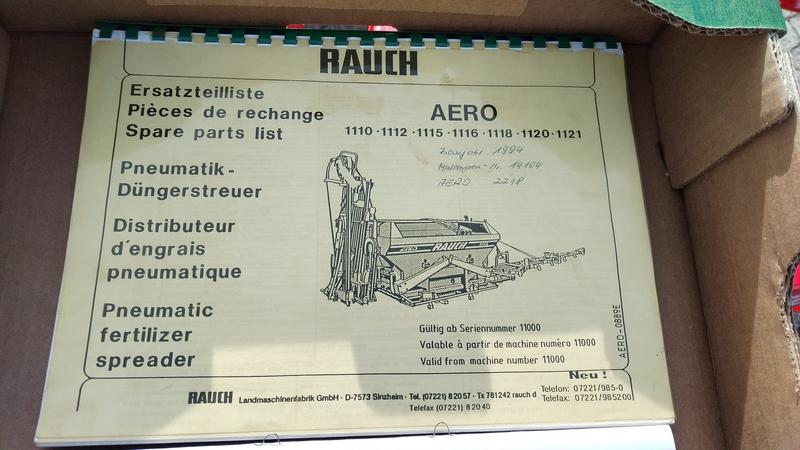 RAUCH
Ersatzteilliste
Pièces de rechange
Spare parts list
AERO
1110 · 1112 · 1115 · 1116 · 1118 · 1120 · 1121
Baujahr 1994
Maschinen-Nr. 14104
AERO 2218
Pneumatik-
Düngerstreuer
Distributeur
d'engrais
pneumatique
Pneumatic
fertilizer
spreader
AERO RAUCH
Gültig ab Seriennummer 11000
Valable à partir de machine numéro 11000
Valid from machine number 11000
AERO-0889E
Neu !
RAUCH Landmaschinenfabrik GmbH · D-7573 Sinzheim · Tel. (07221) 82057 · Tx 781242 rauch d
Telefax (07221) 82040
Telefon: 07221/985-0
Telefax: 07221/985200